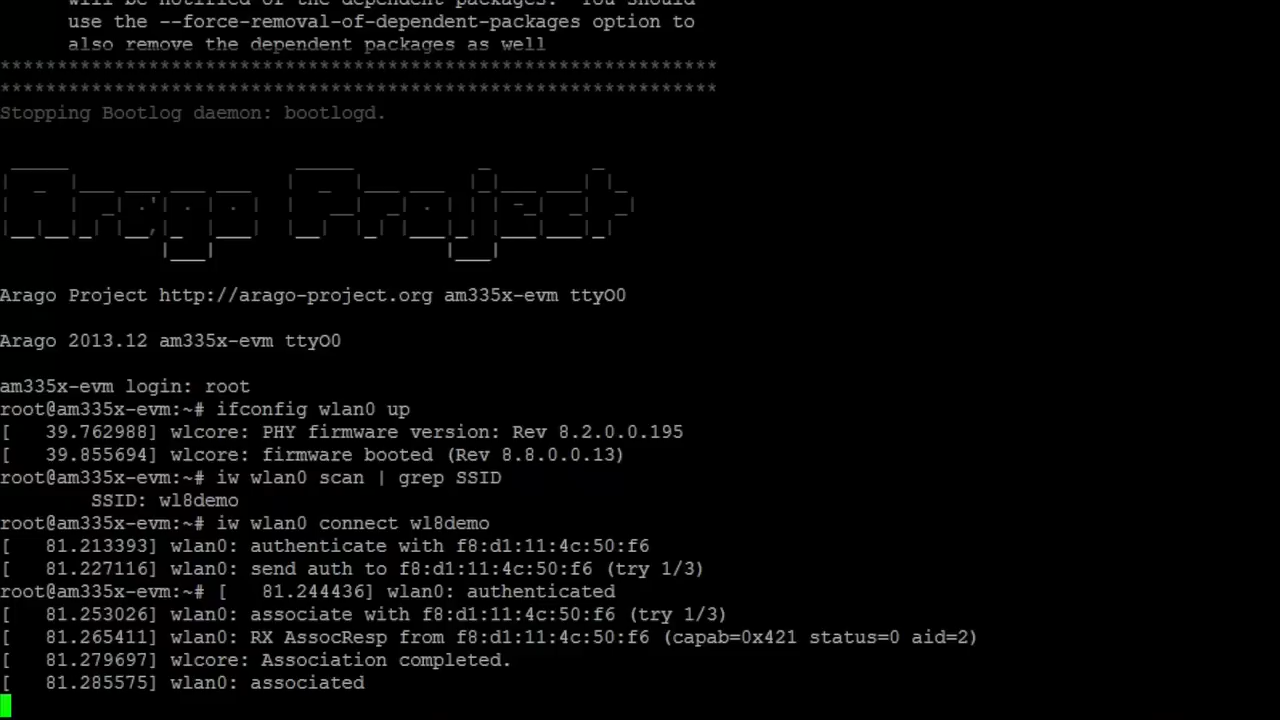 will be notified of the dependent packages. You should
use the --force-removal-of-dependent-packages option to
also remove the dependent packages as well
***************************************************************
***************************************************************
Stopping Bootlog daemon: bootlogd.
Arago Project
Arago Project http://arago-project.org am335x-evm ttyO0
Arago 2013.12 am335x-evm ttyO0
am335x-evm login: root
root@am335x-evm:~# ifconfig wlan0 up
[   39.762988] wlcore: PHY firmware version: Rev 8.2.0.0.195
[   39.855694] wlcore: firmware booted (Rev 8.8.0.0.13)
root@am335x-evm:~# iw wlan0 scan | grep SSID
SSID: wl8demo
root@am335x-evm:~# iw wlan0 connect wl8demo
[   81.213393] wlan0: authenticate with f8:d1:11:4c:50:f6
[   81.227116] wlan0: send auth to f8:d1:11:4c:50:f6 (try 1/3)
root@am335x-evm:~# [   81.244436] wlan0: authenticated
[   81.253026] wlan0: associate with f8:d1:11:4c:50:f6 (try 1/3)
[   81.265411] wlan0: RX AssocResp from f8:d1:11:4c:50:f6 (capab=0x421 status=0 aid=2)
[   81.279697] wlcore: Association completed.
[   81.285575] wlan0: associated